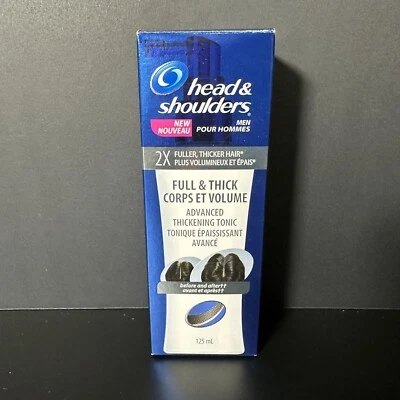 head &
shoulders
NEW
NOUVEAU
MEN
POUR HOMMES
2X FULLER, THICKER HAIR*
PLUS VOLUMINEUX ET ÉPAIS*
FULL & THICK
CORPS ET VOLUME
ADVANCED
THICKENING TONIC
TONIQUE ÉPAISSISSANT
AVANCÉ
before and after††
avant et après††
125 mL